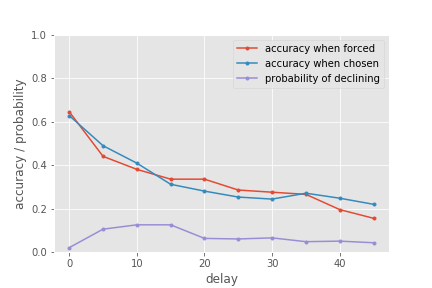 accuracy when forced
accuracy when chosen
probability of declining
1.0
0.8
0.6
0.4
0.2
0.0
accuracy / probability
0 10 20 30 40
delay